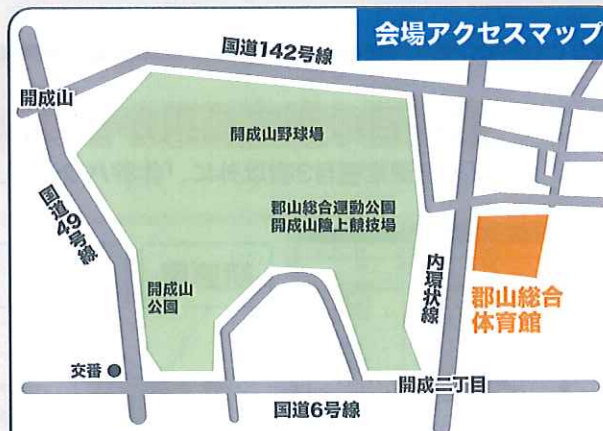 会場アクセスマップ
国道142号線
開成山
開成山野球場
国道49号線
郡山総合運動公園
開成山陸上競技場
内環状線
郡山総合
体育館
開成山
公園
交番
開成二丁目
国道6号線